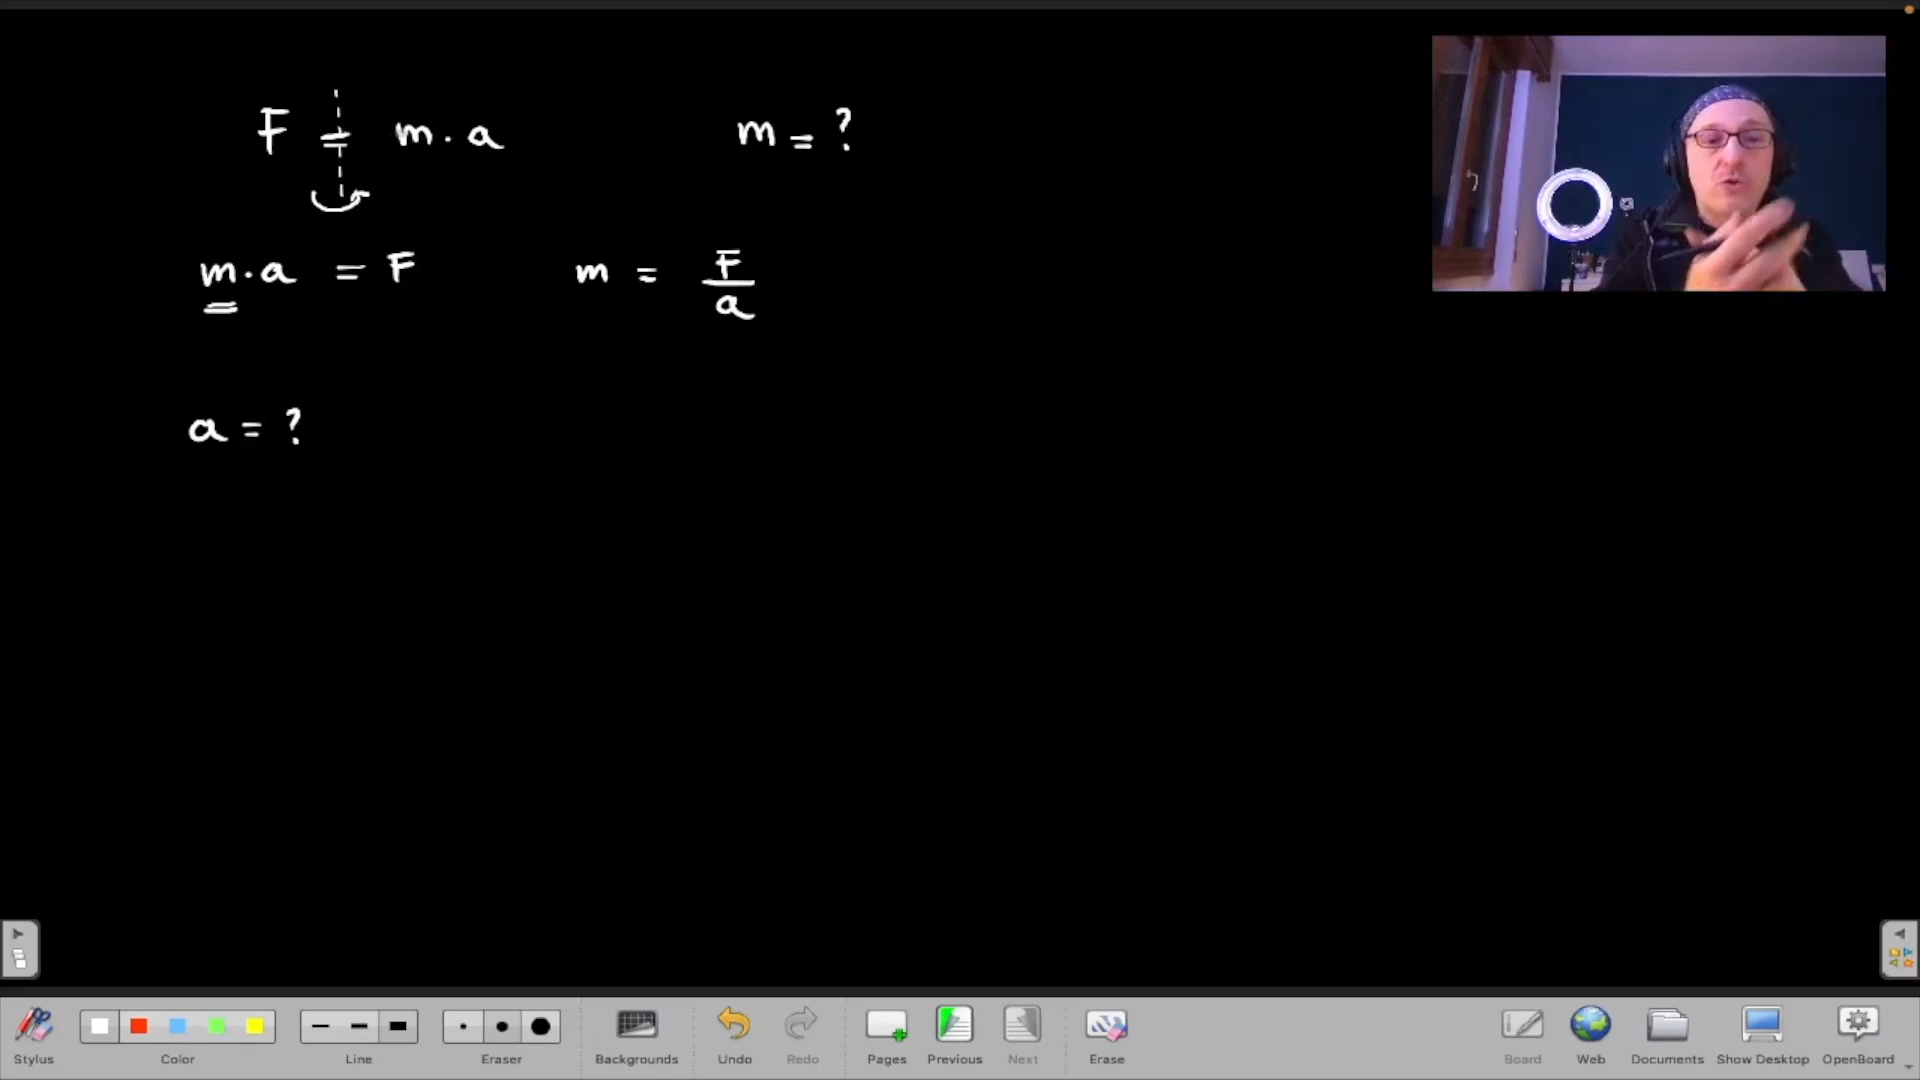 F = m · a m = ?
m · a = F m = F/a
a = ?
Stylus Color Line Eraser Backgrounds Undo Redo Pages Previous Next Erase Board Web Documents Show Desktop OpenBoard